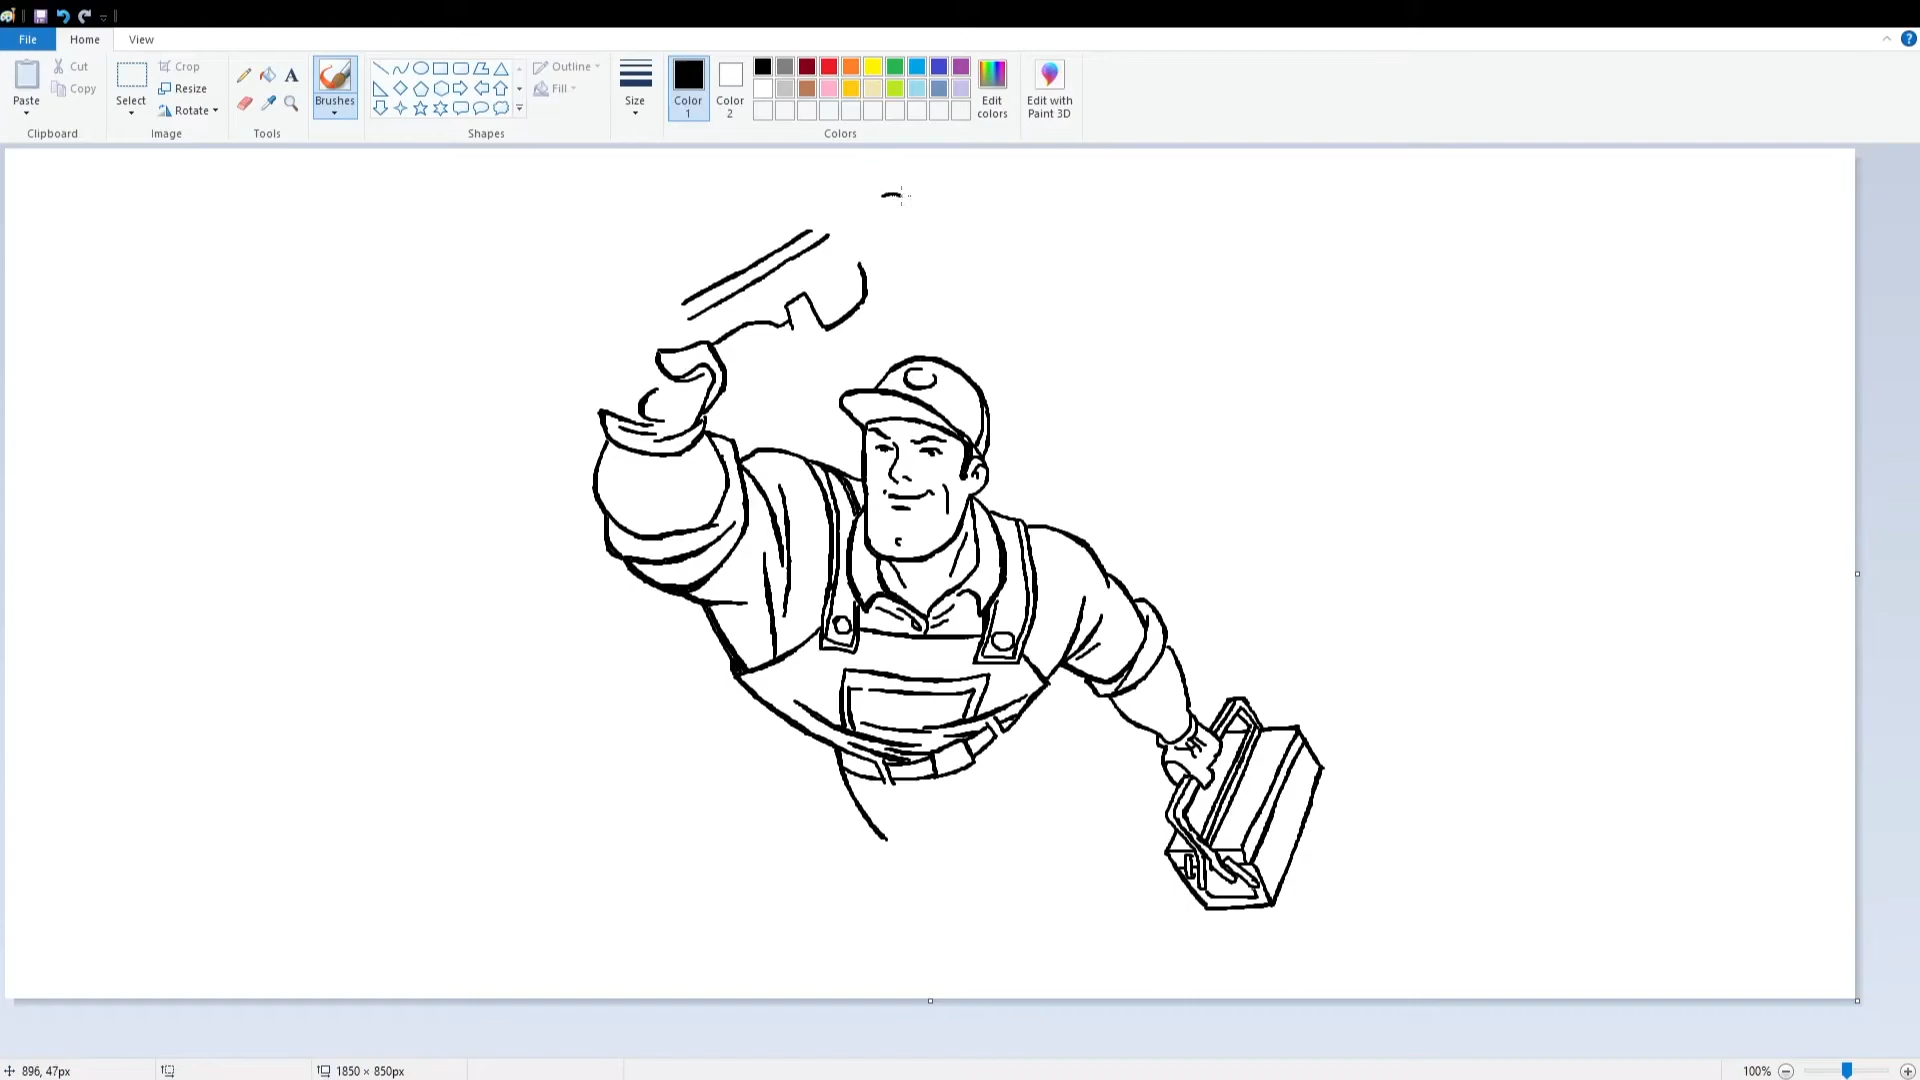 File Home View
Paste Cut Copy Clipboard
Select Crop Resize Rotate Image
A Tools
Brushes
Shapes Outline Fill
Size
Color 1 Color 2 Edit colors Colors
Edit with Paint 3D
?
896, 47px 1850 × 850px 100%